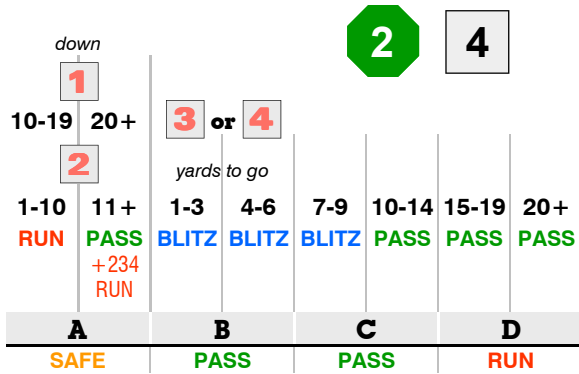 2 4
down
1
10-19 20+ 3 or 4
2 yards to go
1-10 11+ 1-3 4-6 7-9 10-14 15-19 20+
RUN PASS BLITZ BLITZ BLITZ PASS PASS PASS
+234
RUN
A B C D
SAFE PASS PASS RUN